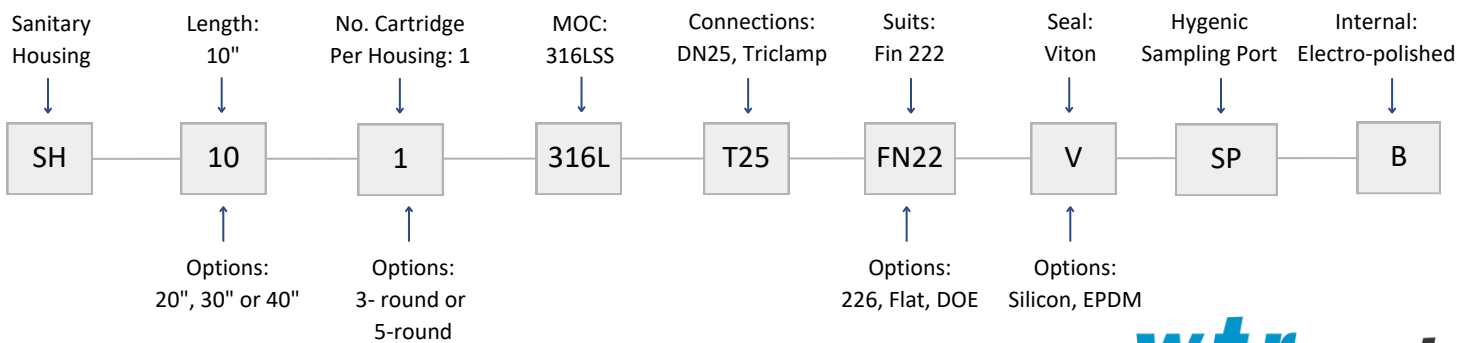 Sanitary Housing
Length: 10"
No. Cartridge Per Housing: 1
MOC: 316LSS
Connections: DN25, Triclamp
Suits: Fin 222
Seal: Viton
Hygenic Sampling Port
Internal: Electro-polished
SH
10
1
316L
T25
FN22
V
SP
B
Options: 20", 30" or 40"
Options: 3- round or 5-round
Options: 226, Flat, DOE
Options: Silicon, EPDM